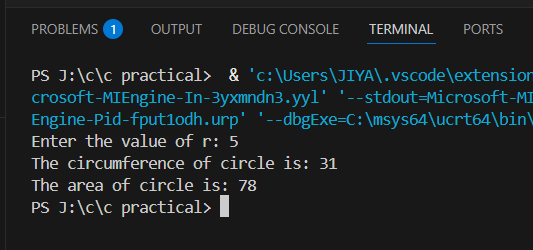 PROBLEMS 1 OUTPUT DEBUG CONSOLE TERMINAL PORTS
PS J:\c\c practical>  & 'c:\Users\JIYA\.vscode\extension
crosoft-MIEngine-In-3yxmndn3.yyl' '--stdout=Microsoft-MI
Engine-Pid-fput1odh.urp' '--dbgExe=C:\msys64\ucrt64\bin\
Enter the value of r: 5
The circumference of circle is: 31
The area of circle is: 78
PS J:\c\c practical>